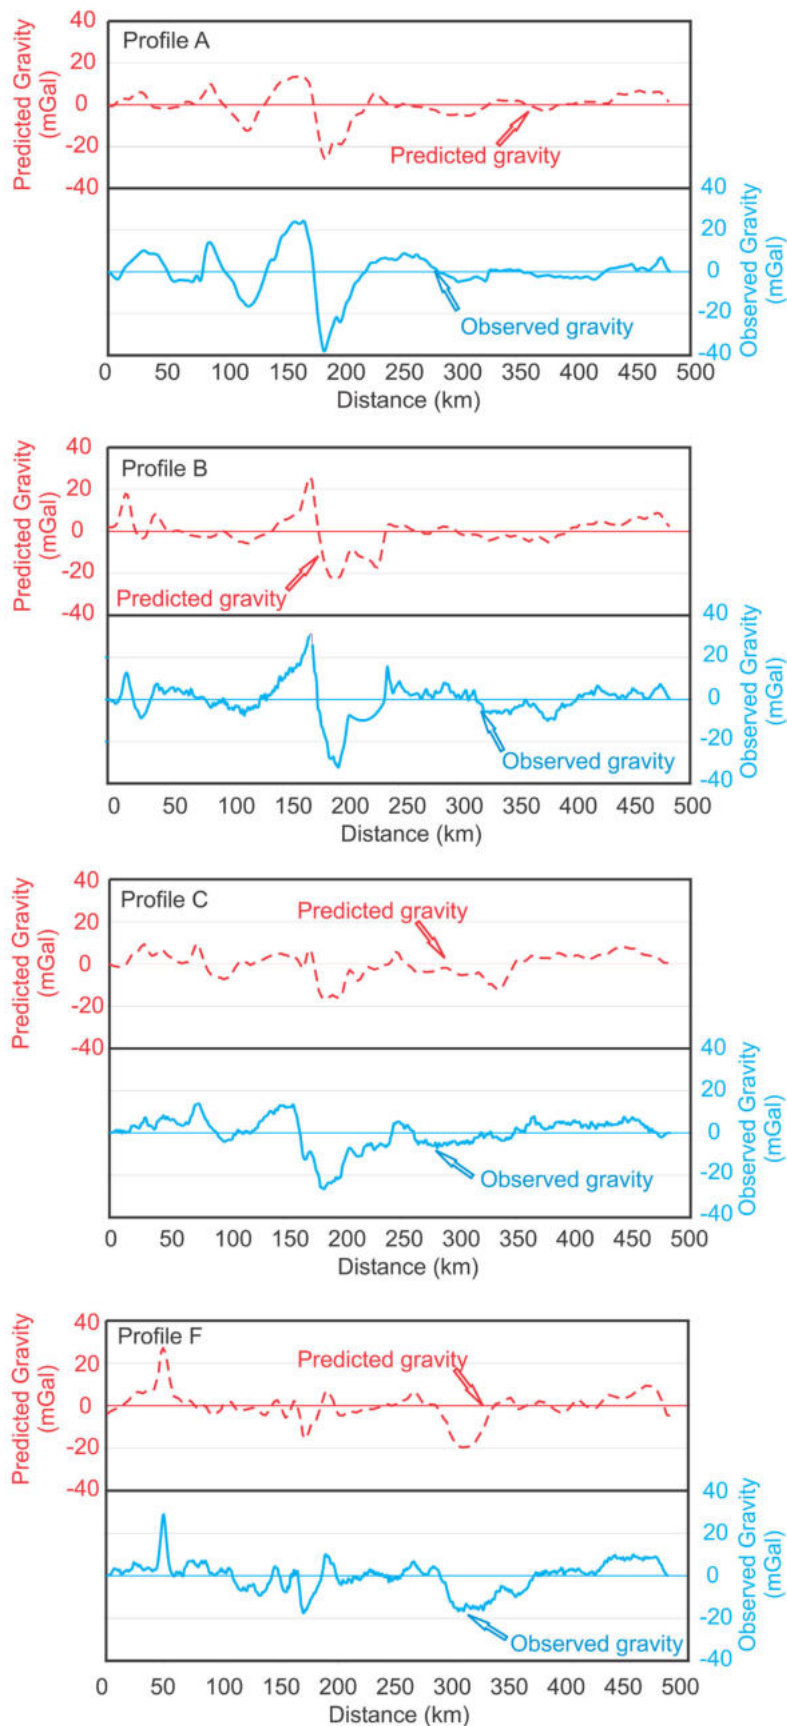 Profile A
Predicted Gravity
(mGal)
40
20
0
-20
-40
Predicted gravity
40
20
0
-20
-40
Observed Gravity
(mGal)
Observed gravity
0 50 100 150 200 250 300 350 400 450 500
Distance (km)
Profile B
Predicted Gravity
(mGal)
40
20
0
-20
-40
Predicted gravity
40
20
0
-20
-40
Observed Gravity
(mGal)
Observed gravity
0 50 100 150 200 250 300 350 400 450 500
Distance (km)
Profile C
Predicted Gravity
(mGal)
40
20
0
-20
-40
Predicted gravity
40
20
0
-20
-40
Observed Gravity
(mGal)
Observed gravity
0 50 100 150 200 250 300 350 400 450 500
Distance (km)
Profile F
Predicted Gravity
(mGal)
40
20
0
-20
-40
Predicted gravity
40
20
0
-20
-40
Observed Gravity
(mGal)
Observed gravity
0 50 100 150 200 250 300 350 400 450 500
Distance (km)